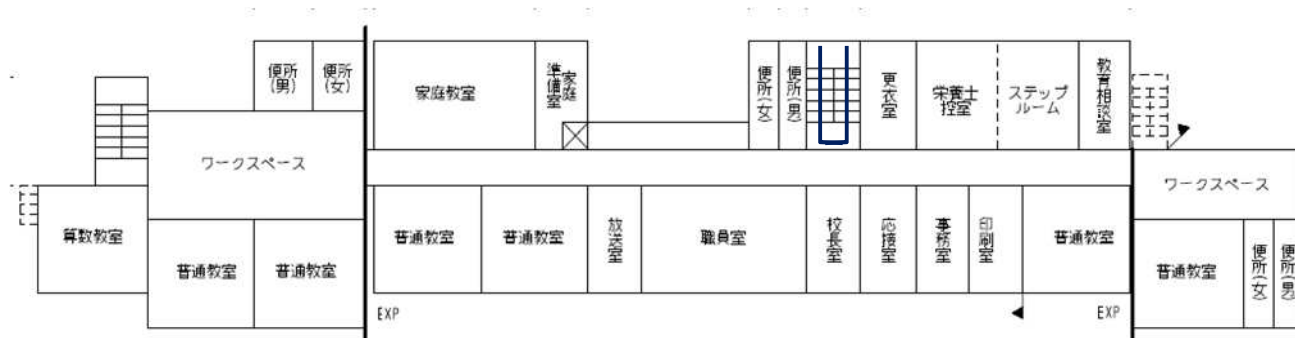 便所
(男)
便所
(女)
家庭教室
家庭
準備室
便所(女)
便所(男)
更衣室
栄養士
控室
ステップ
ルーム
教育相談室
ワークスペース
ワークスペース
算数教室
普通教室
普通教室
普通教室
普通教室
放送室
職員室
校長室
応接室
事務室
印刷室
普通教室
普通教室
便所(女)
便所(男)
EXP
EXP